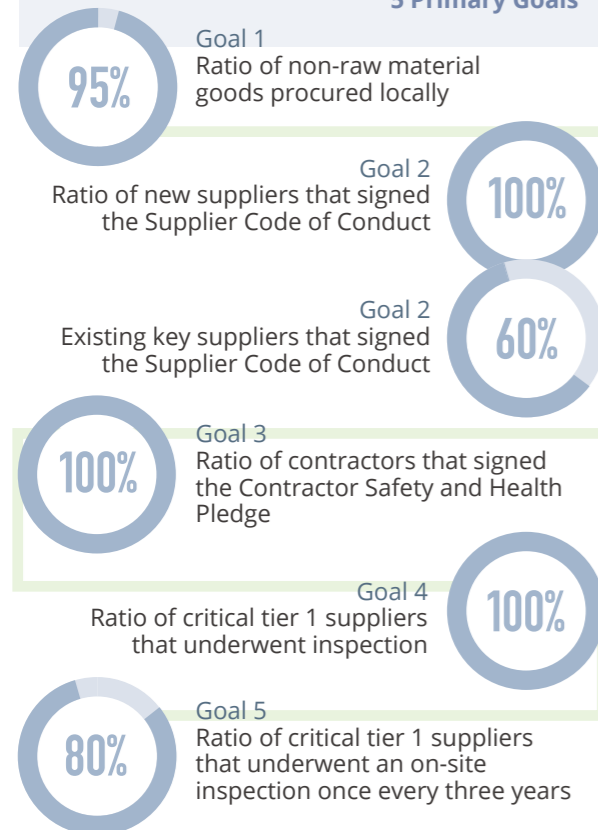 5 Primary Goals
Goal 1
95%
Ratio of non-raw material
goods procured locally
Goal 2
Ratio of new suppliers that signed
the Supplier Code of Conduct
100%
Goal 2
Existing key suppliers that signed
the Supplier Code of Conduct
60%
Goal 3
100%
Ratio of contractors that signed
the Contractor Safety and Health
Pledge
Goal 4
Ratio of critical tier 1 suppliers
that underwent inspection
100%
Goal 5
80%
Ratio of critical tier 1 suppliers
that underwent an on-site
inspection once every three years